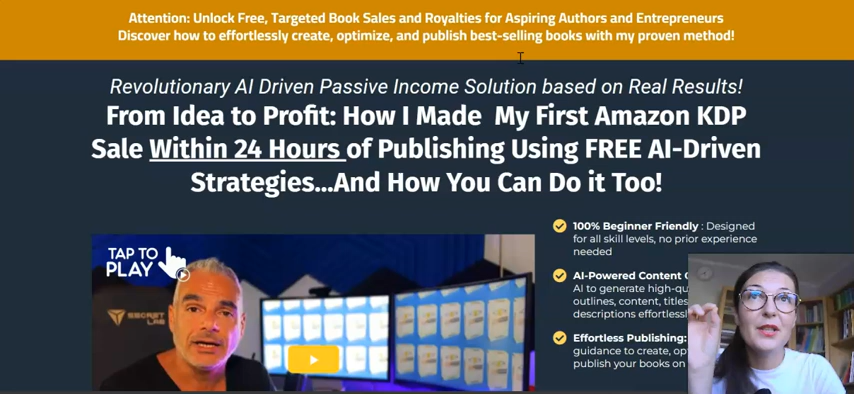 Attention: Unlock Free, Targeted Book Sales and Royalties for Aspiring Authors and Entrepreneurs
Discover how to effortlessly create, optimize, and publish best-selling books with my proven method!
Revolutionary AI Driven Passive Income Solution based on Real Results!
From Idea to Profit: How I Made My First Amazon KDP
Sale Within 24 Hours of Publishing Using FREE AI-Driven
Strategies...And How You Can Do it Too!
TAP TO
PLAY
100% Beginner Friendly : Designed
for all skill levels, no prior experience
needed
AI-Powered Content
AI to generate
outlines, content, titles
descriptions
Effortless Publishing:
guidance to create,
publish your books on